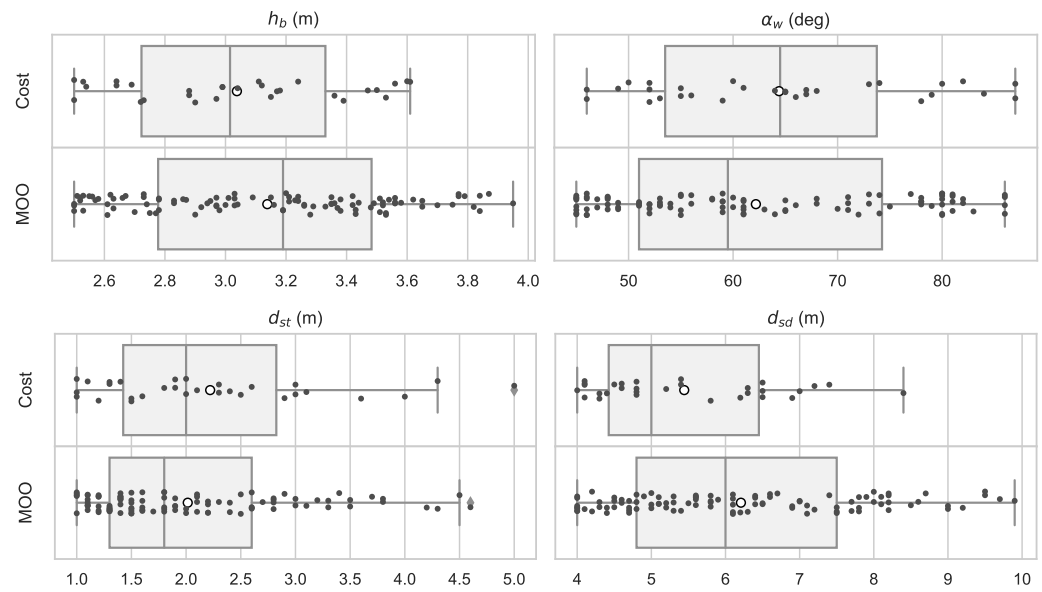 h_b (m)
α_w (deg)
Cost
MOO
2.6 2.8 3.0 3.2 3.4 3.6 3.8 4.0
50 60 70 80
d_st (m)
d_sd (m)
Cost
MOO
1.0 1.5 2.0 2.5 3.0 3.5 4.0 4.5 5.0
4 5 6 7 8 9 10